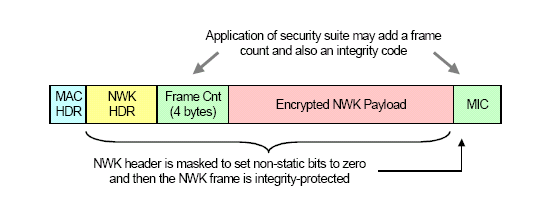 Application of security suite may add a frame
count and also an integrity code
MAC
HDR
NWK
HDR
Frame Cnt
(4 bytes)
Encrypted NWK Payload
MIC
NWK header is masked to set non-static bits to zero
and then the NWK frame is integrity-protected